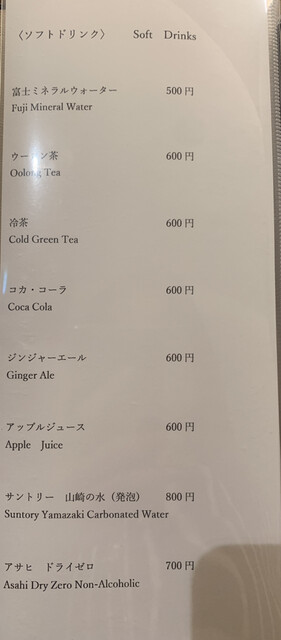 〈ソフトドリンク〉 Soft Drinks
富士ミネラルウォーター 500円
Fuji Mineral Water
ウーロン茶 600円
Oolong Tea
冷茶 600円
Cold Green Tea
コカ・コーラ 600円
Coca Cola
ジンジャーエール 600円
Ginger Ale
アップルジュース 600円
Apple Juice
サントリー 山崎の水（発泡） 800円
Suntory Yamazaki Carbonated Water
アサヒ ドライゼロ 700円
Asahi Dry Zero Non-Alcoholic